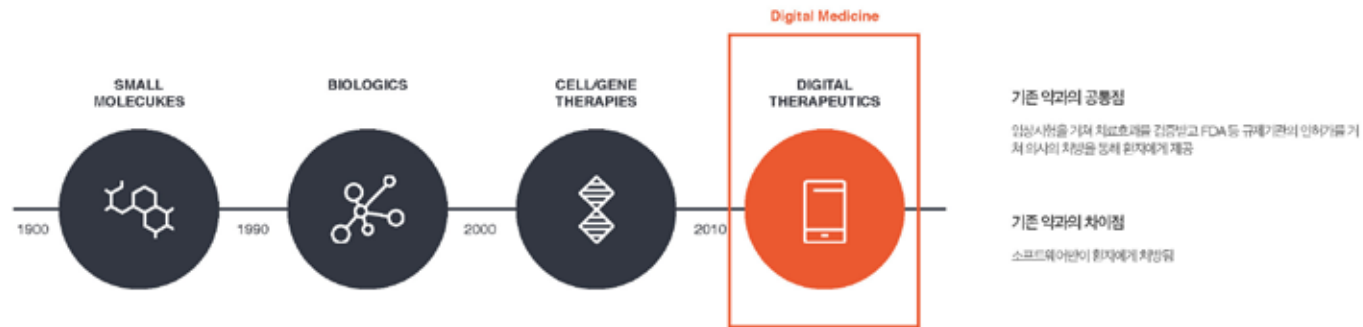 Digital Medicine
SMALL
MOLECUKES
BIOLOGICS
CELL/GENE
THERAPIES
DIGITAL
THERAPEUTICS
1900
1990
2000
2010
기존 약과의 공통점
임상시험을 거쳐 치료효과를 검증받고 FDA 등 규제기관의 인허가를 거
쳐 의사의 처방을 통해 환자에게 제공
기존 약과의 차이점
소프트웨어만이 환자에게 처방됨